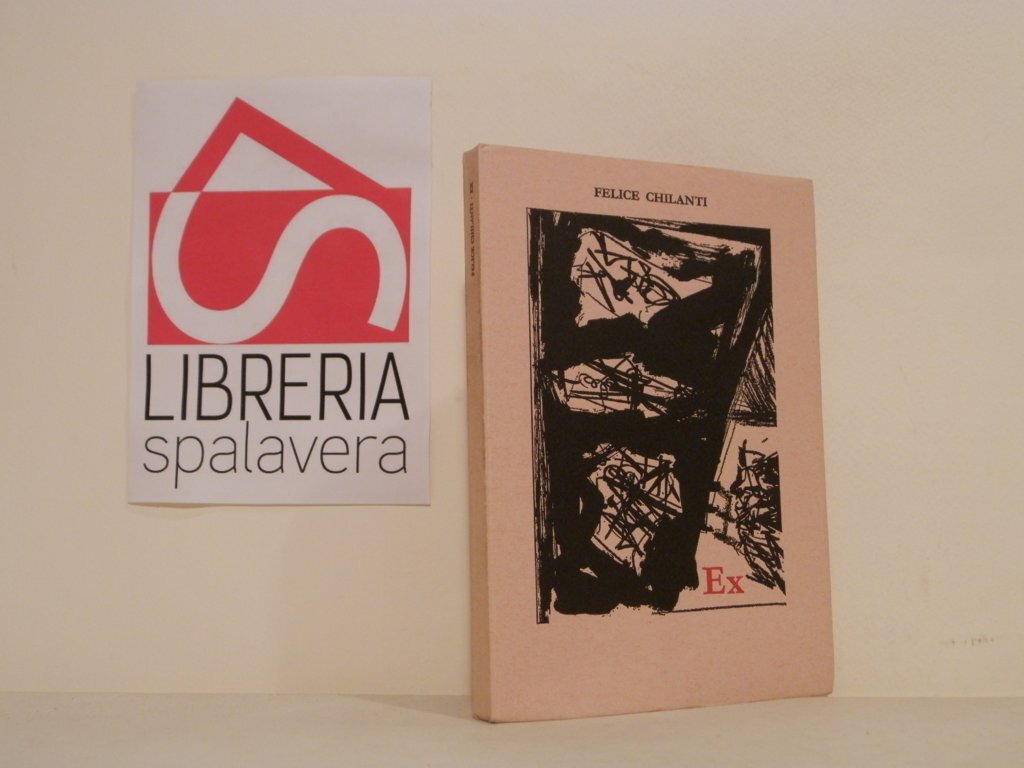 LIBRERIA
spalavera
FELICE CHILANTI - EX
FELICE CHILANTI
Ex